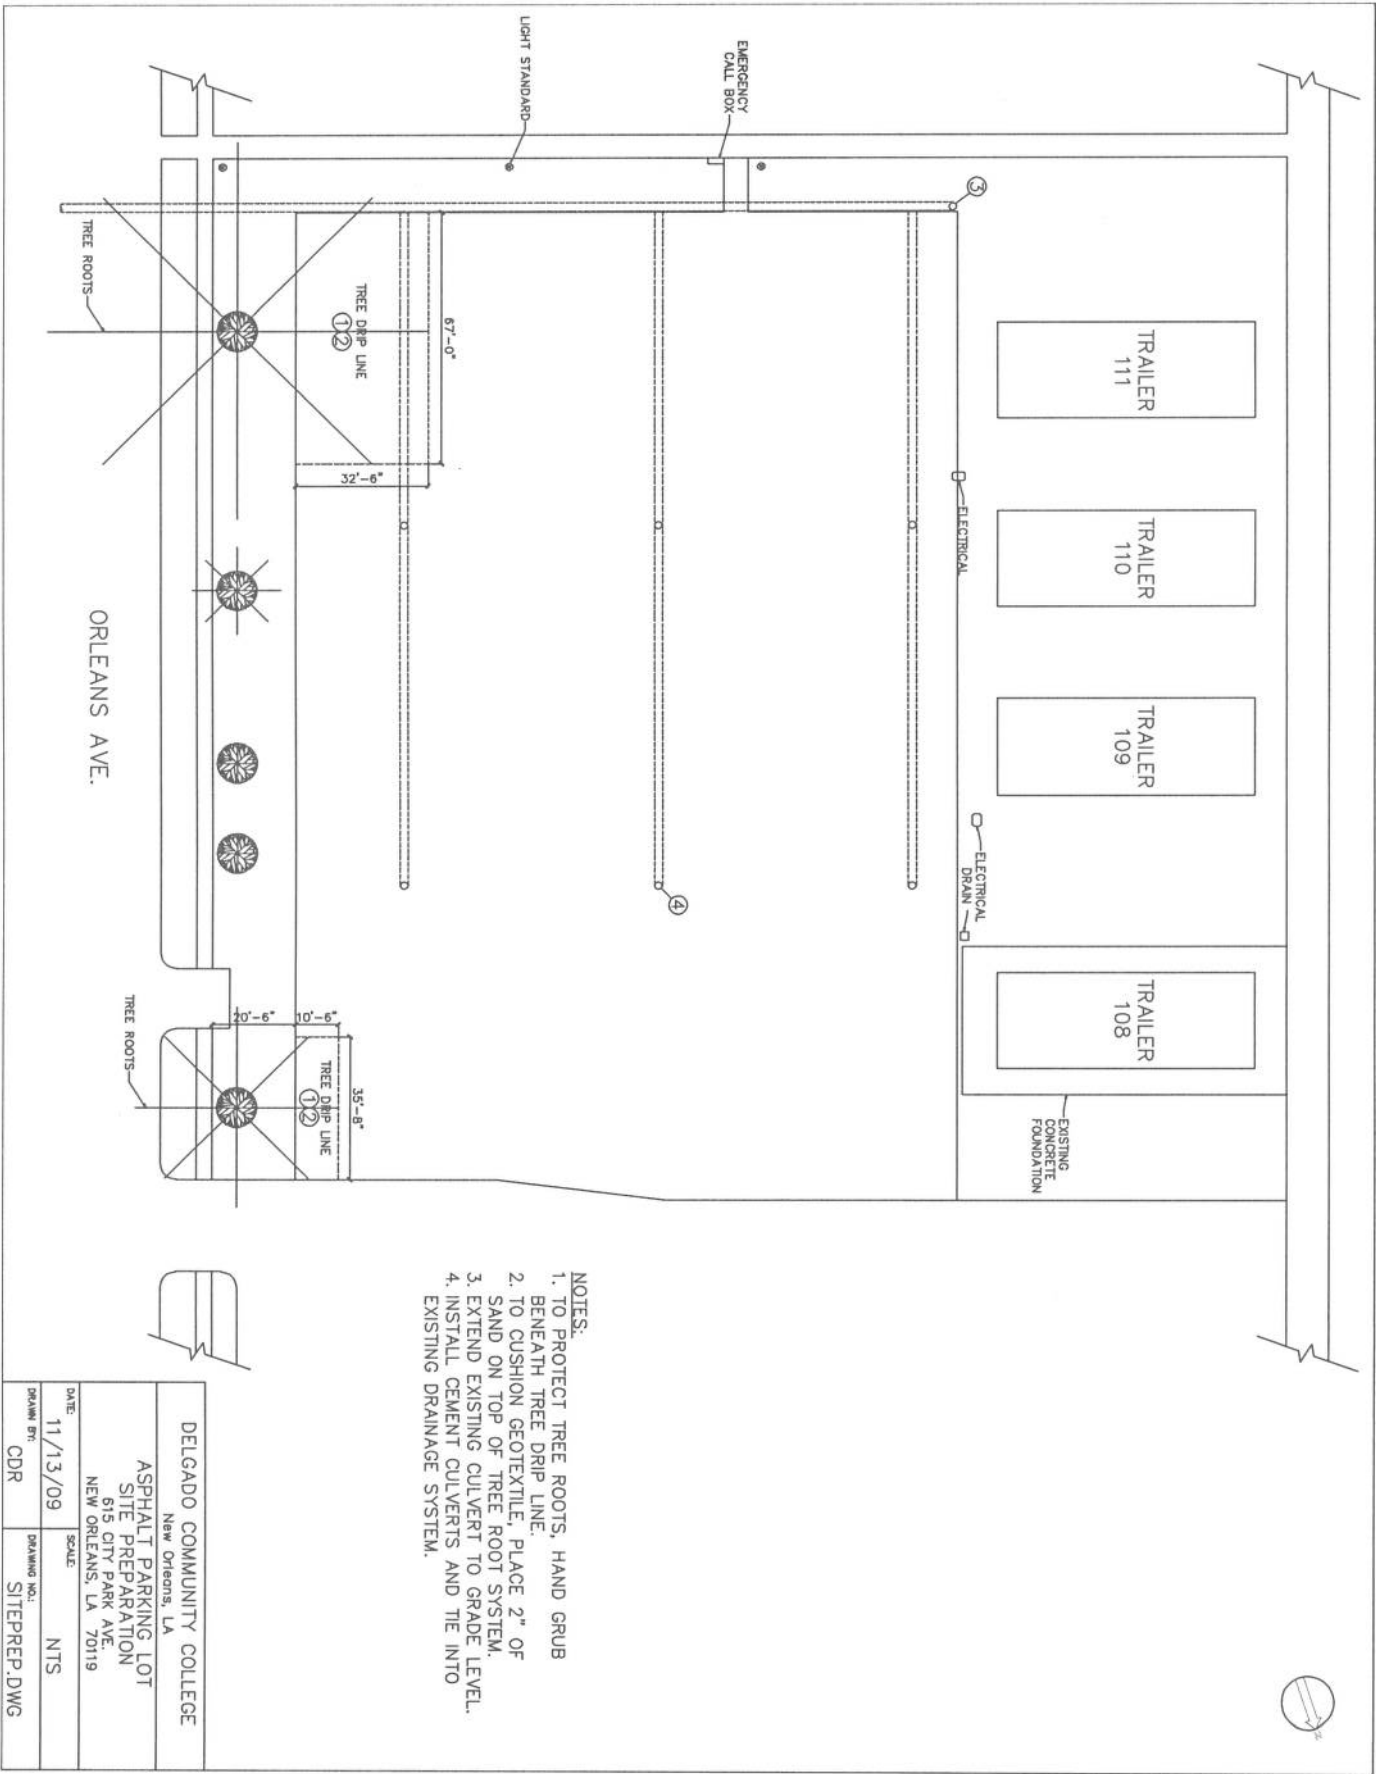 TRAILER
111
TRAILER
110
TRAILER
109
TRAILER
108
EMERGENCY
CALL BOX
LIGHT STANDARD
3
ELECTRICAL
ELECTRICAL
DRAIN
EXISTING
CONCRETE
FOUNDATION
67'-0"
TREE DRIP LINE
1 2
32'-6"
TREE ROOTS
4
ORLEANS AVE.
20'-6"
10'-6"
35'-8"
TREE DRIP LINE
1 2
TREE ROOTS
NOTES:
1. TO PROTECT TREE ROOTS, HAND GRUB
BENEATH TREE DRIP LINE.
2. TO CUSHION GEOTEXTILE, PLACE 2" OF
SAND ON TOP OF TREE ROOT SYSTEM.
3. EXTEND EXISTING CULVERT TO GRADE LEVEL.
4. INSTALL CEMENT CULVERTS AND TIE INTO
EXISTING DRAINAGE SYSTEM.
N
DELGADO COMMUNITY COLLEGE
New Orleans, LA
ASPHALT PARKING LOT
SITE PREPARATION
615 CITY PARK AVE.
NEW ORLEANS, LA 70119
DATE: 11/13/09
SCALE: NTS
DRAWN BY: CDR
DRAWING NO.: SITEPREP.DWG